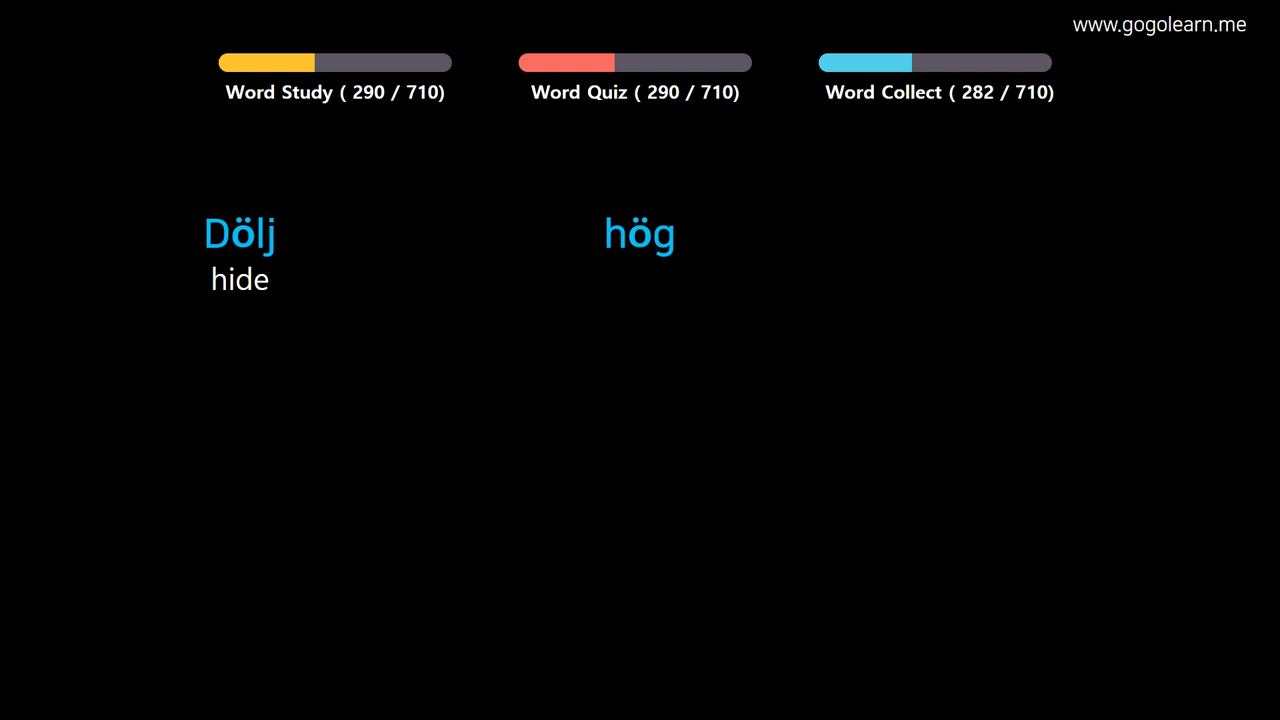 www.gogolearn.me
Word Study ( 290 / 710)
Word Quiz ( 290 / 710)
Word Collect ( 282 / 710)
Dölj
hide
hög